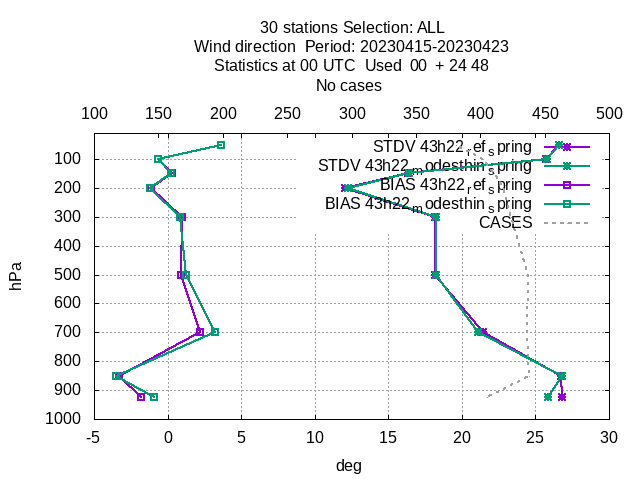 30 stations Selection: ALL
Wind direction  Period: 20230415-20230423
Statistics at 00 UTC  Used  00  + 24 48
No cases
100 150 200 250 300 350 400 450 500
STDV 43h22_ref_spring
STDV 43h22_modesthin_spring
BIAS 43h22_ref_spring
BIAS 43h22_modesthin_spring
CASES
hPa
100
200
300
400
500
600
700
800
900
1000
-5 0 5 10 15 20 25 30
deg